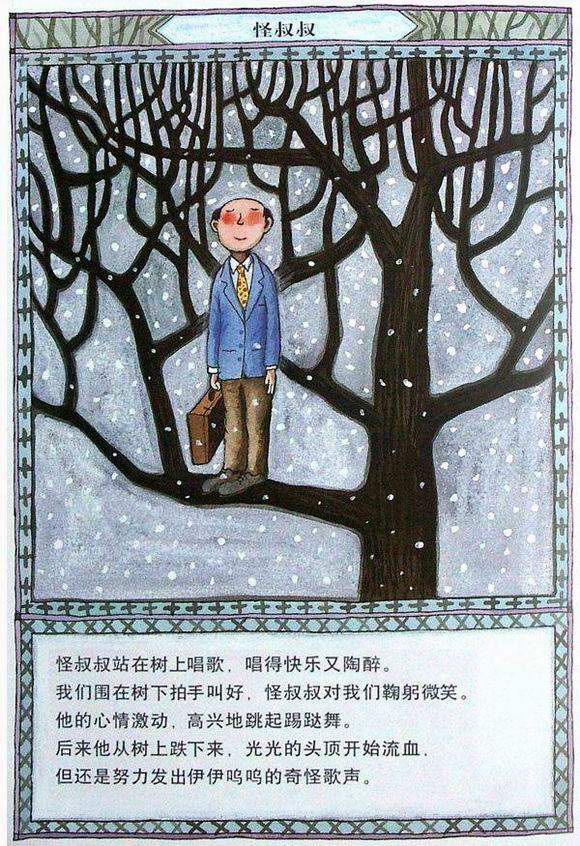 怪叔叔
怪叔叔站在树上唱歌，唱得快乐又陶醉。
我们围在树下拍手叫好，怪叔叔对我们鞠躬微笑。
他的心情激动，高兴地跳起踢跶舞。
后来他从树上跌下来，光光的头顶开始流血，
但还是努力发出伊伊呜呜的奇怪歌声。